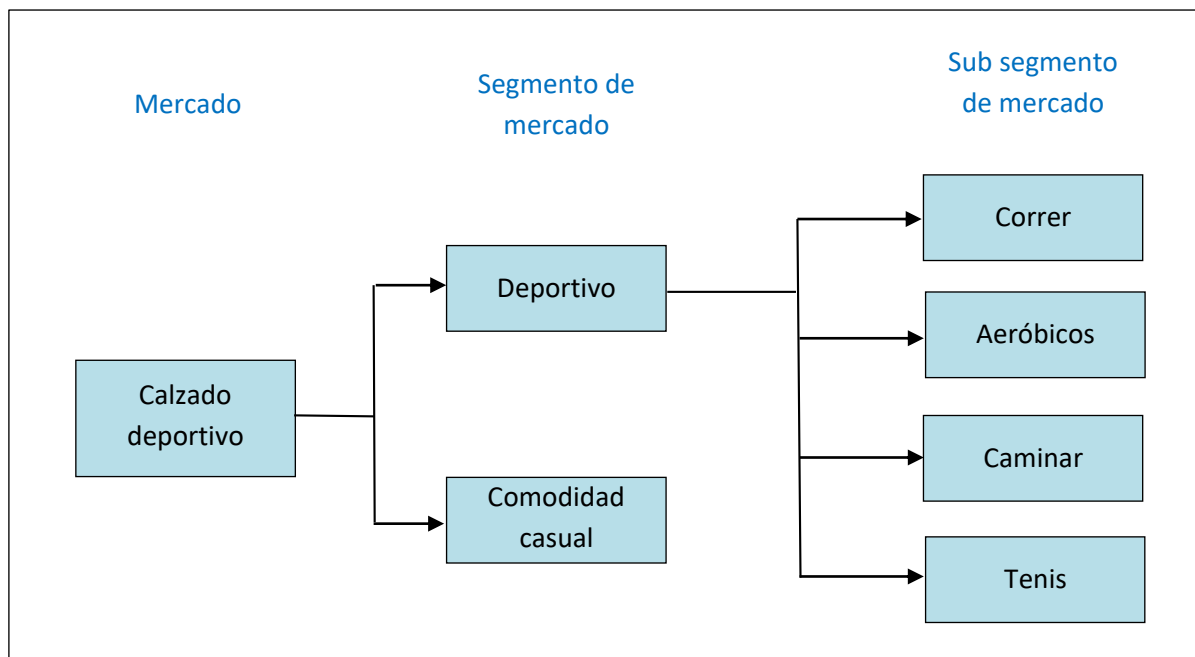 Mercado
Segmento de
mercado
Sub segmento
de mercado
Calzado
deportivo
Deportivo
Comodidad
casual
Correr
Aeróbicos
Caminar
Tenis